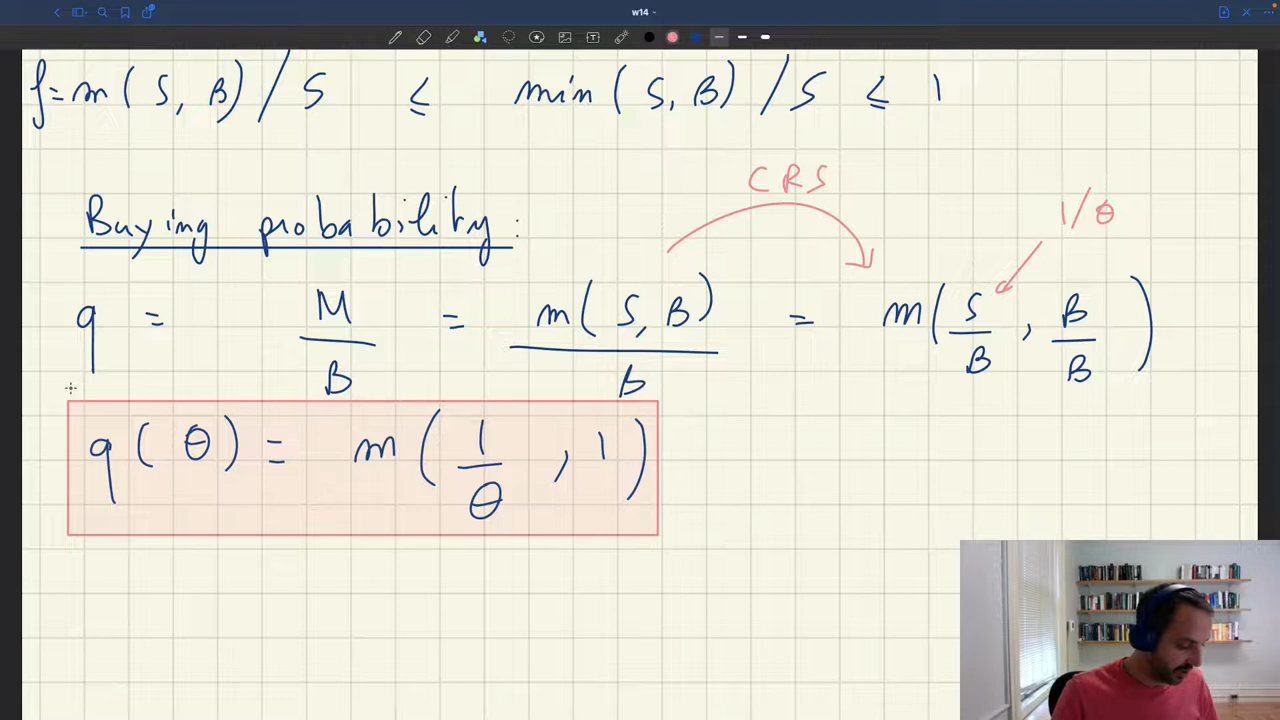 w14
f = m(S, B)/S ≤ min(S, B)/S ≤ 1
CRS
1/θ
Buying probability:
q = M/B = m(S, B)/B = m(S/B, B/B)
q(θ) = m(1/θ, 1)